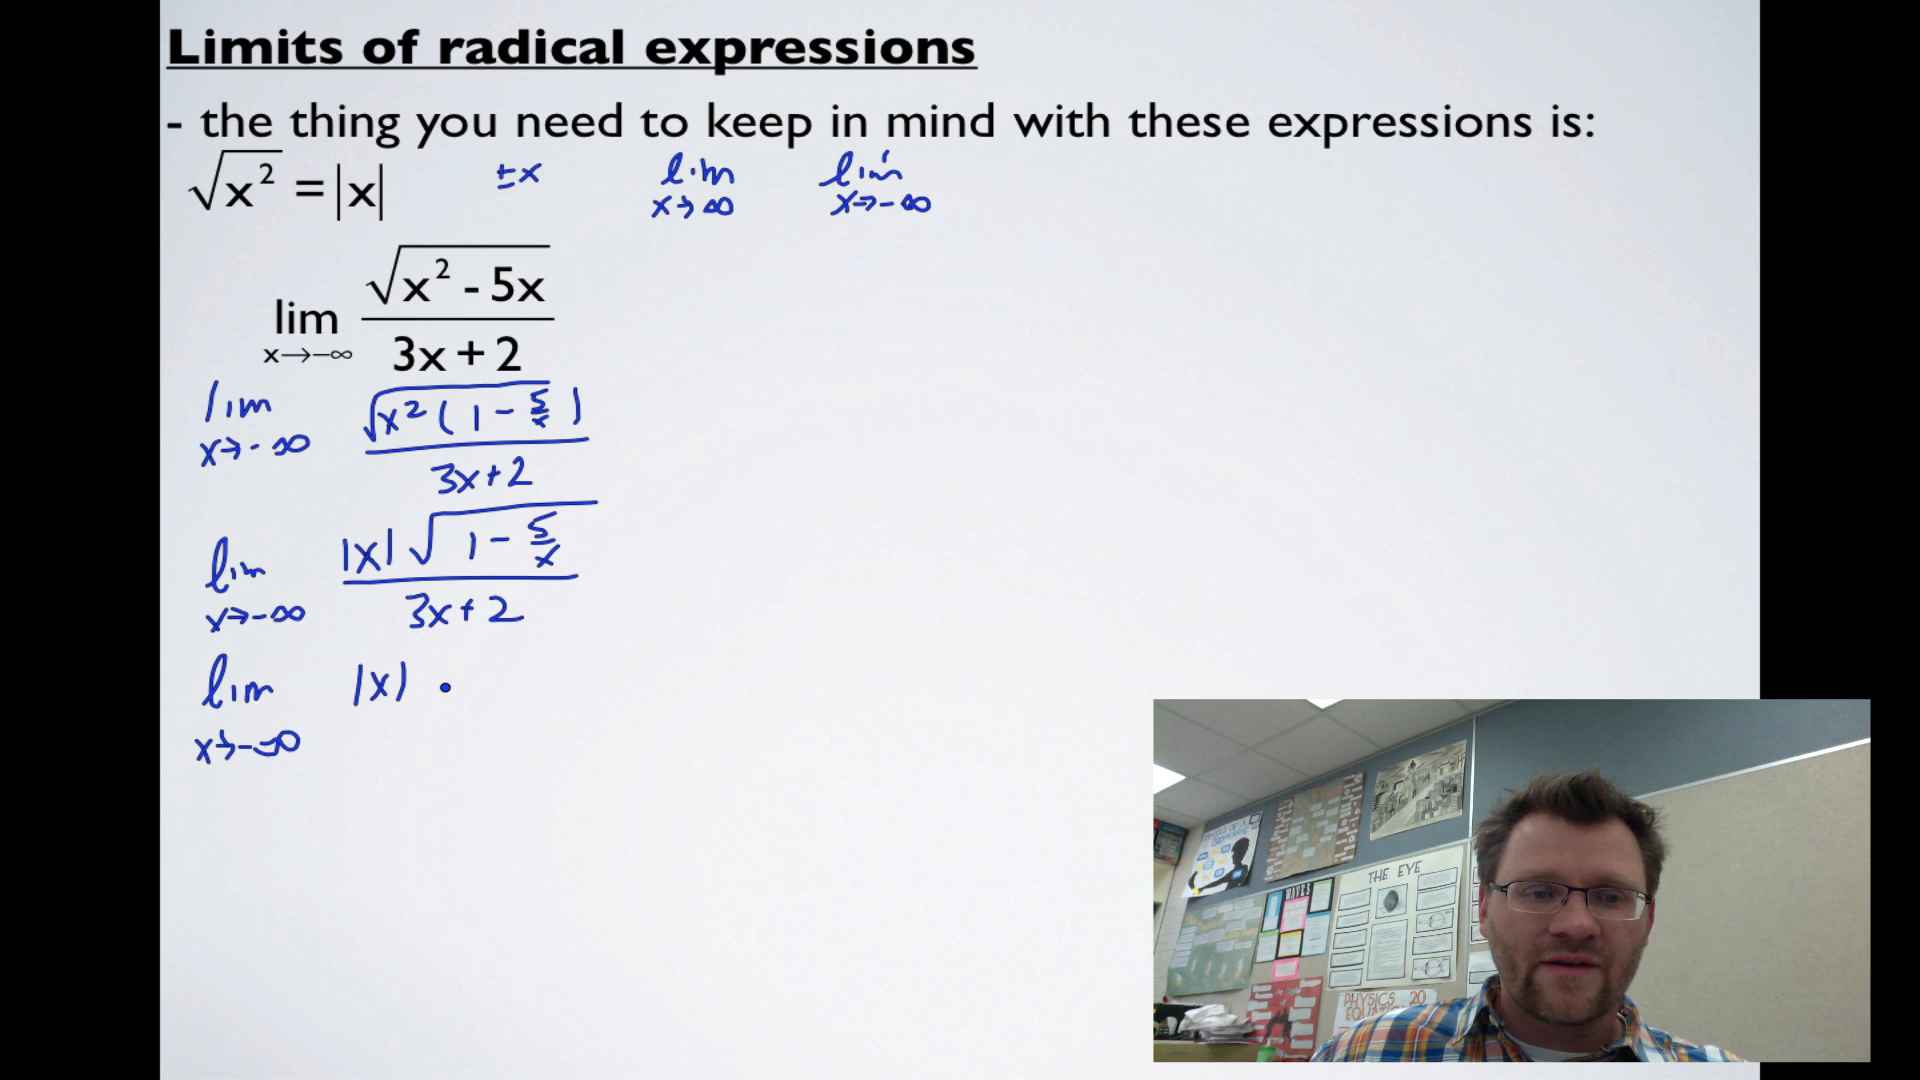 Limits of radical expressions
- the thing you need to keep in mind with these expressions is:
√x² = |x|   ±x   lim x→∞   lim x→-∞
lim x→-∞ √(x² - 5x) / (3x + 2)
lim x→-∞ √(x²(1 - 5/x)) / (3x+2)
lim x→-∞ |x|√(1 - 5/x) / (3x+2)
lim x→-∞ |x| ·
WAVES
THE EYE
PHYSICS 20